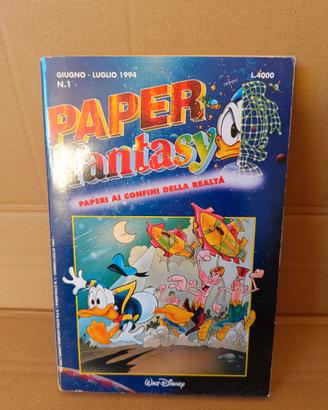 GIUGNO - LUGLIO 1994
N.1
L.4000
PAPER
fantasy
PAPERI AI CONFINI DELLA REALTÀ
WALT DISNEY